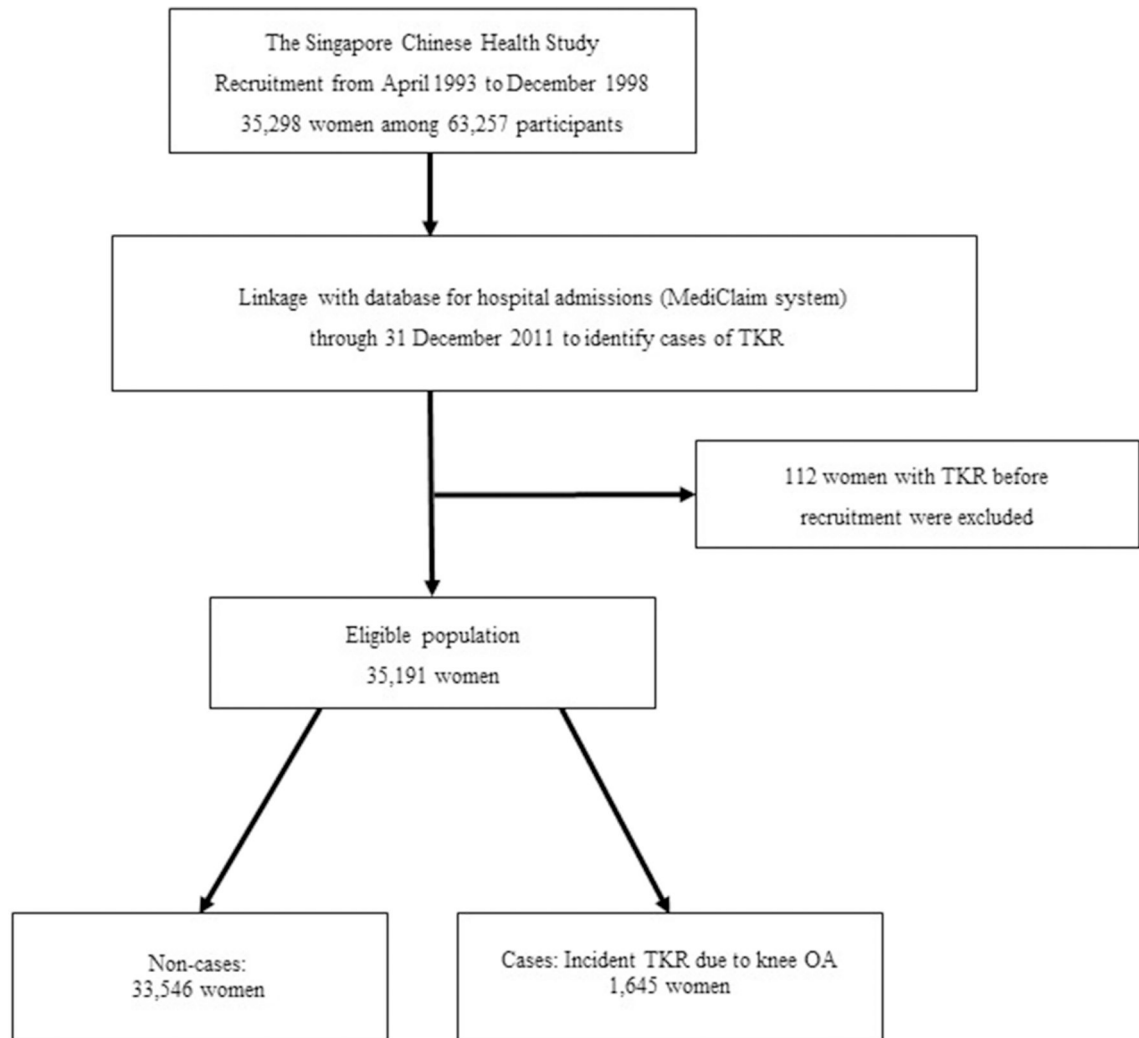 The Singapore Chinese Health Study
Recruitment from April 1993 to December 1998
35,298 women among 63,257 participants
Linkage with database for hospital admissions (MediClaim system)
through 31 December 2011 to identify cases of TKR
112 women with TKR before
recruitment were excluded
Eligible population
35,191 women
Non-cases:
33,546 women
Cases: Incident TKR due to knee OA
1,645 women